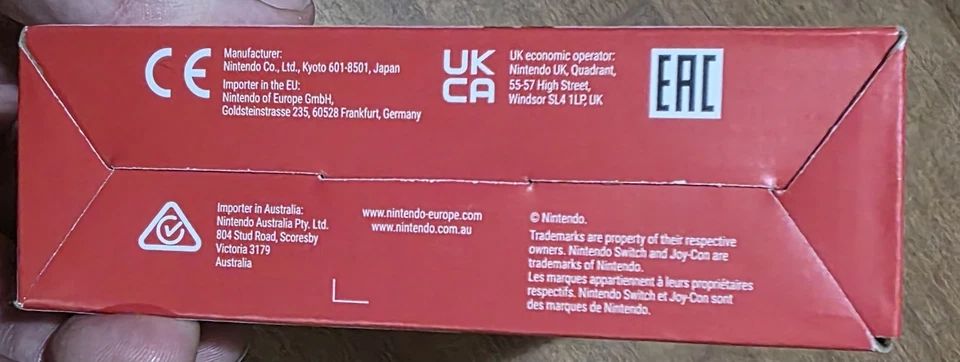 CE
Manufacturer:
Nintendo Co., Ltd., Kyoto 601-8501, Japan
Importer in the EU:
Nintendo of Europe GmbH,
Goldsteinstrasse 235, 60528 Frankfurt, Germany
UK
CA
UK economic operator:
Nintendo UK, Quadrant,
55-57 High Street,
Windsor SL4 1LP, UK
EAC
Importer in Australia:
Nintendo Australia Pty. Ltd.
804 Stud Road, Scoresby
Victoria 3179
Australia
www.nintendo-europe.com
www.nintendo.com.au
© Nintendo.
Trademarks are property of their respective
owners. Nintendo Switch and Joy-Con are
trademarks of Nintendo.
Les marques appartiennent à leurs propriétaires
respectifs. Nintendo Switch et Joy-Con sont
des marques de Nintendo.